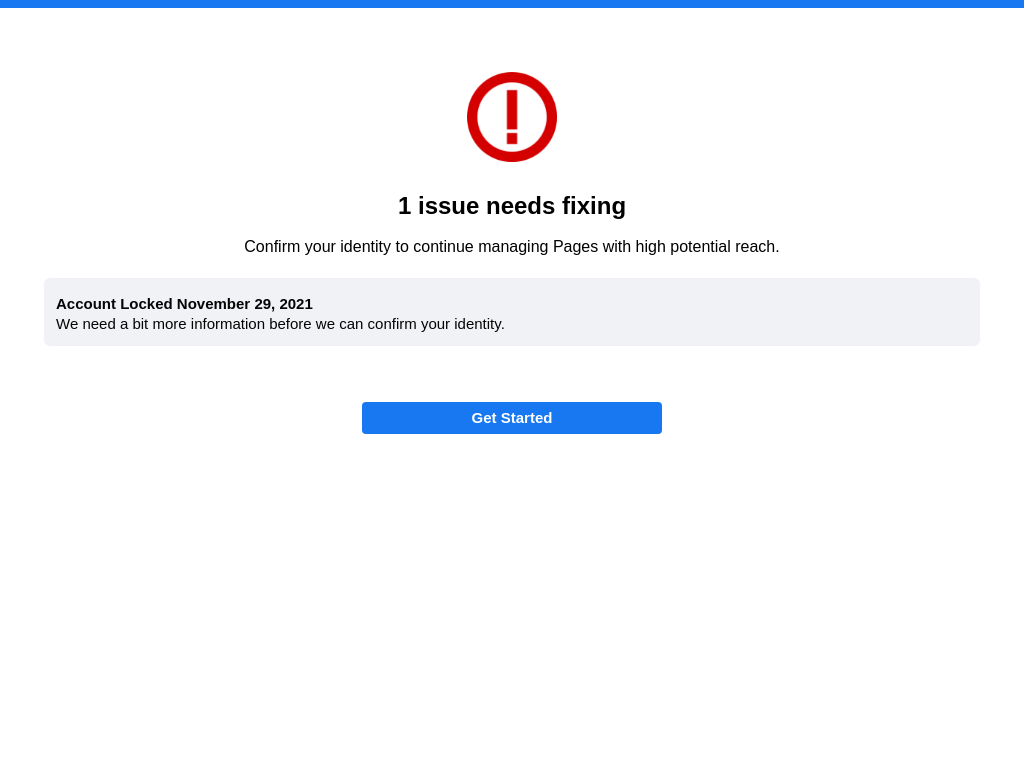 1 issue needs fixing
Confirm your identity to continue managing Pages with high potential reach.
Account Locked November 29, 2021
We need a bit more information before we can confirm your identity.
Get Started